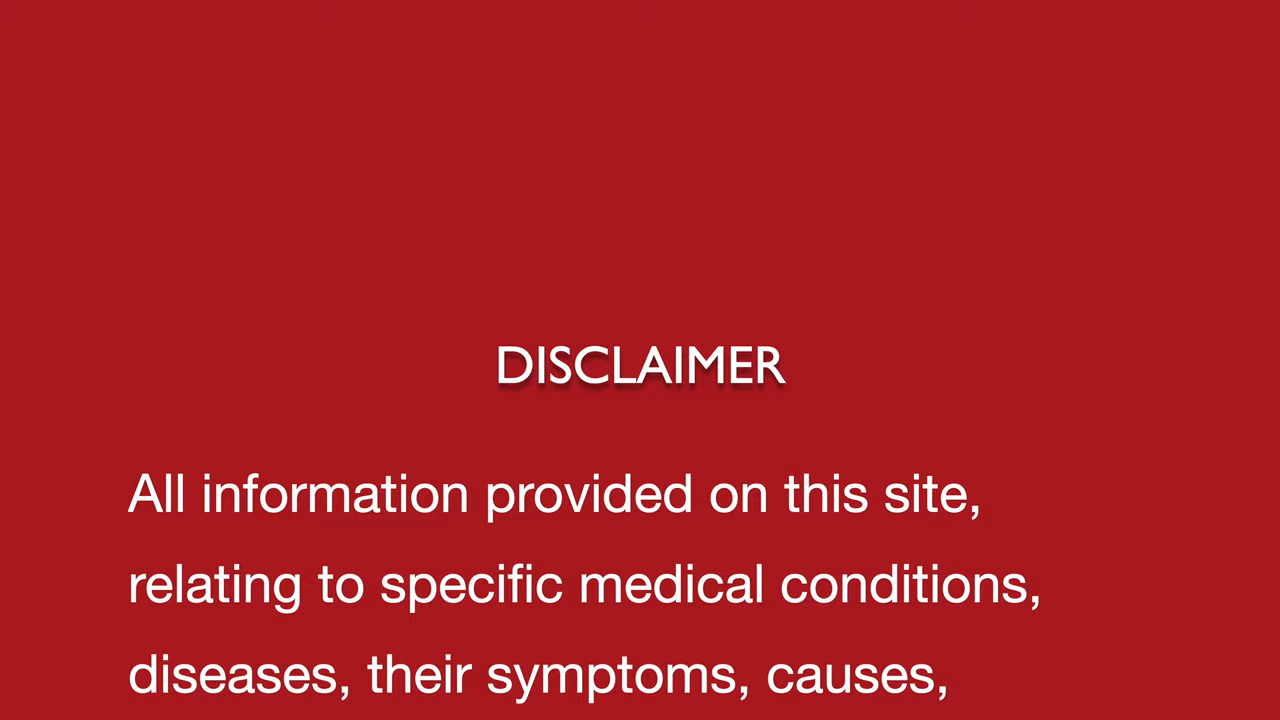 DISCLAIMER
All information provided on this site,
relating to specific medical conditions,
diseases, their symptoms, causes,